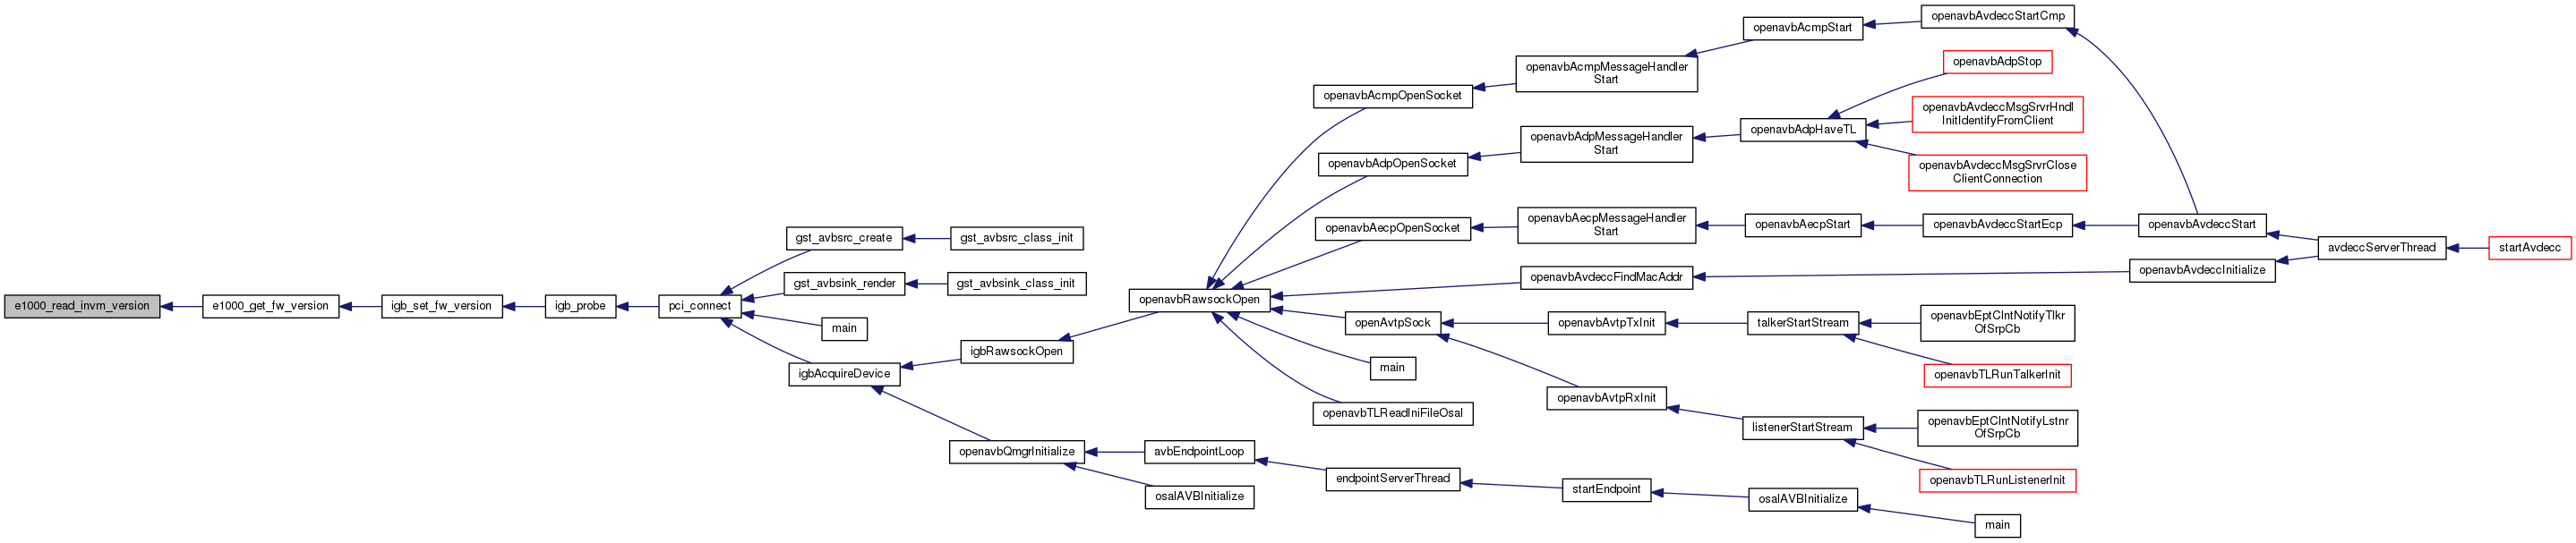 e1000_read_invm_version
e1000_get_fw_version
igb_set_fw_version
igb_probe
pci_connect
gst_avbsrc_create
gst_avbsrc_class_init
gst_avbsink_render
gst_avbsink_class_init
main
igbAcquireDevice
igbRawsockOpen
openavbRawsockOpen
openavbAcmpOpenSocket
openavbAcmpMessageHandler
Start
openavbAcmpStart
openavbAvdeccStartCmp
openavbAdpOpenSocket
openavbAdpMessageHandler
Start
openavbAdpHaveTL
openavbAdpStop
openavbAvdeccMsgSrvrHndl
InitIdentifyFromClient
openavbAvdeccMsgSrvrClose
ClientConnection
openavbAecpOpenSocket
openavbAecpMessageHandler
Start
openavbAecpStart
openavbAvdeccStartEcp
openavbAvdeccStart
avdeccServerThread
startAvdecc
openavbAvdeccFindMacAddr
openavbAvdeccInitialize
openAvtpSock
openavbAvtpTxInit
talkerStartStream
openavbEptClntNotifyTlkr
OfSrpCb
openavbTLRunTalkerInit
main
openavbAvtpRxInit
listenerStartStream
openavbEptClntNotifyLstnr
OfSrpCb
openavbTLRunListenerInit
openavbTLReadIniFileOsal
openavbQmgrInitialize
avbEndpointLoop
endpointServerThread
startEndpoint
osalAVBInitialize
main
osalAVBInitialize